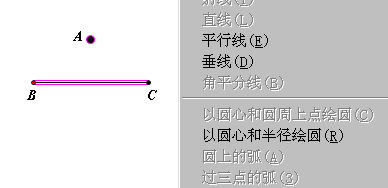 射线(Y)
直线(L)
平行线(E)
垂线(D)
角平分线(B)
以圆心和圆周上点绘圆(C)
以圆心和半径绘圆(R)
圆上的弧(A)
过三点的弧(3)
A
B
C